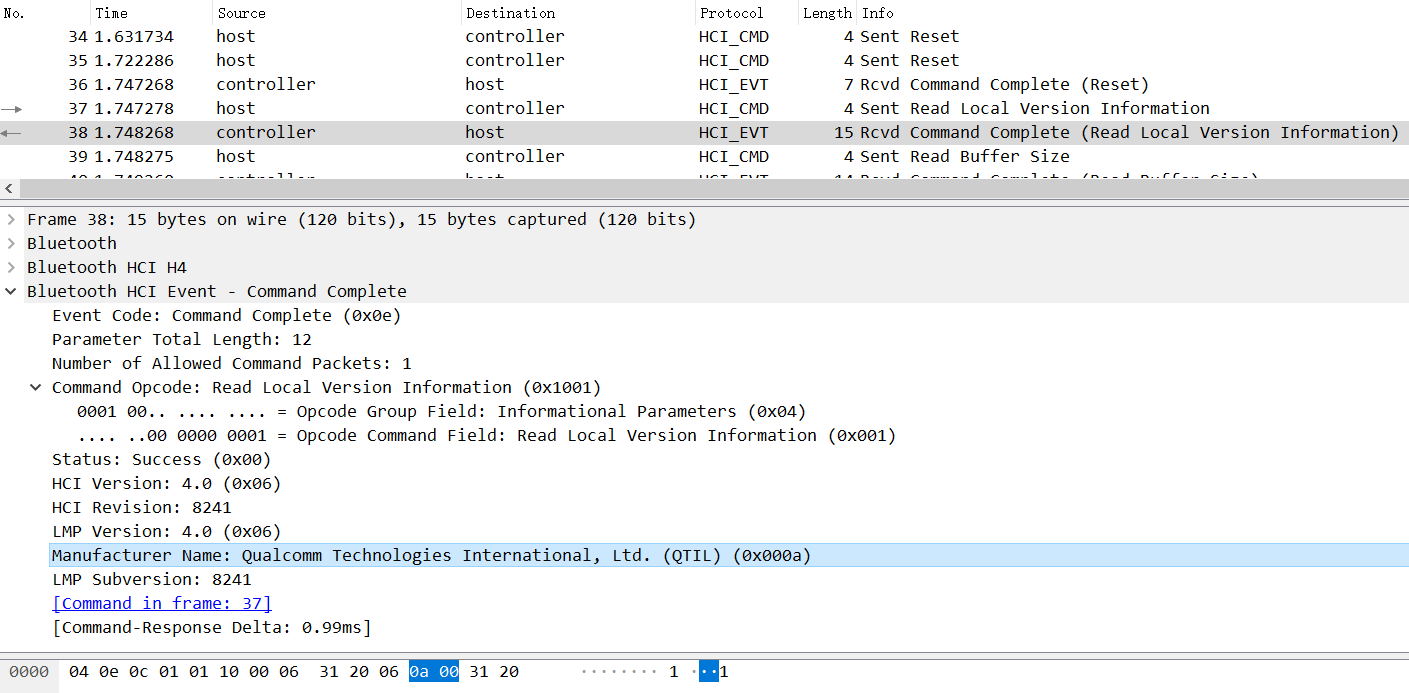 No. Time Source Destination Protocol Length Info
34 1.631734 host controller HCI_CMD 4 Sent Reset
35 1.722286 host controller HCI_CMD 4 Sent Reset
36 1.747268 controller host HCI_EVT 7 Rcvd Command Complete (Reset)
37 1.747278 host controller HCI_CMD 4 Sent Read Local Version Information
38 1.748268 controller host HCI_EVT 15 Rcvd Command Complete (Read Local Version Information)
39 1.748275 host controller HCI_CMD 4 Sent Read Buffer Size
controller host HCI_EVT Rcvd Command Complete (Read Buffer Size)
Frame 38: 15 bytes on wire (120 bits), 15 bytes captured (120 bits)
Bluetooth
Bluetooth HCI H4
Bluetooth HCI Event - Command Complete
Event Code: Command Complete (0x0e)
Parameter Total Length: 12
Number of Allowed Command Packets: 1
Command Opcode: Read Local Version Information (0x1001)
0001 00.. .... .... = Opcode Group Field: Informational Parameters (0x04)
.... ..00 0000 0001 = Opcode Command Field: Read Local Version Information (0x001)
Status: Success (0x00)
HCI Version: 4.0 (0x06)
HCI Revision: 8241
LMP Version: 4.0 (0x06)
Manufacturer Name: Qualcomm Technologies International, Ltd. (QTIL) (0x000a)
LMP Subversion: 8241
[Command in frame: 37]
[Command-Response Delta: 0.99ms]
0000 04 0e 0c 01 01 10 00 06 31 20 06 0a 00 31 20 ········ 1 ···1